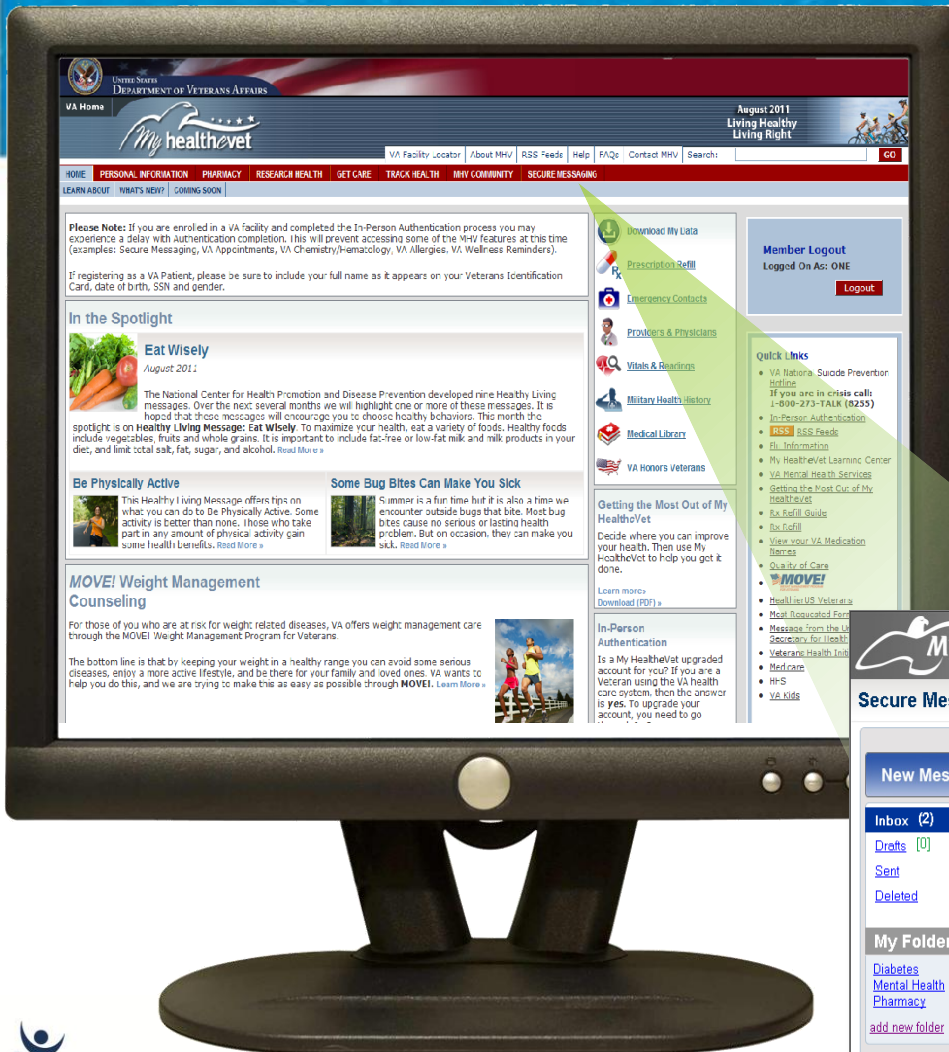 UNITED STATES
DEPARTMENT OF VETERANS AFFAIRS
VA Home
My healthevet
August 2011
Living Healthy
Living Right
VA Facility Locator About MHV RSS Feeds Help FAQs Contact MHV Search: GO
HOME PERSONAL INFORMATION PHARMACY RESEARCH HEALTH GET CARE TRACK HEALTH MHV COMMUNITY SECURE MESSAGING
LEARN ABOUT WHAT'S NEW? COMING SOON
Please Note: If you are enrolled in a VA facility and completed the In-Person Authentication process you may
experience a delay with Authentication completion. This will prevent accessing some of the MHV features at this time
(examples: Secure Messaging, VA Appointments, VA Chemistry/Hematology, VA Allergies, VA Wellness Reminders).
If registering as a VA Patient, please be sure to include your full name as it appears on your Veterans Identification
Card, date of birth, SSN and gender.
In the Spotlight
Eat Wisely
August 2011
The National Center for Health Promotion and Disease Prevention developed nine Healthy Living
messages. Over the next several months we will highlight one or more of these messages. It is
hoped that these messages will encourage you to choose healthy behaviors. This month the
spotlight is on Healthy Living Message: Eat Wisely. To maximize your health, eat a variety of foods. Healthy foods
include vegetables, fruits and whole grains. It is important to include fat-free or low-fat milk and milk products in your
diet, and limit total salt, fat, sugar, and alcohol. Read More »
Be Physically Active
This Healthy Living Message offers tips on
what you can do to Be Physically Active. Some
activity is better than none. Those who take
part in any amount of physical activity gain
some health benefits. Read More »
Some Bug Bites Can Make You Sick
Summer is a fun time but it is also a time we
encounter outside bugs that bite. Most bug
bites cause no serious or lasting health
problem. But on occasion, they can make you
sick. Read More »
MOVE! Weight Management
Counseling
For those of you who are at risk for weight related diseases, VA offers weight management care
through the MOVE! Weight Management Program for Veterans.
The bottom line is that by keeping your weight in a healthy range you can avoid some serious
diseases, enjoy a more active lifestyle, and be there for your family and loved ones. VA wants to
help you do this, and we are trying to make this as easy as possible through MOVE!. Learn More »
Download My Data
Prescription Refill
Emergency Contacts
Providers & Physicians
Vitals & Readings
Military Health History
Medical Library
VA Honors Veterans
Getting the Most Out of My
HealtheVet
Decide where you can improve
your health. Then use My
HealtheVet to help you get it
done.
Learn more»
Download (PDF) »
In-Person
Authentication
Is a My HealtheVet upgraded
account for you? If you are a
Veteran using the VA health
care system, then the answer
is yes. To upgrade your
account, you need to go
Member Logout
Logged On As: ONE
Logout
Quick Links
VA National Suicide Prevention
Hotline
If you are in crisis call:
1-800-273-TALK (8255)
In-Person Authentication
RSS RSS Feeds
Flu Information
My HealtheVet Learning Center
VA Mental Health Services
Getting the Most Out of My
HealtheVet
Rx Refill Guide
Rx Refill
View your VA Medication
Names
Quality of Care
MOVE!
HealthierUS Veterans
Most Requested Form
Message from the Un
Secretary for Health
Veterans Health Initi
Medicare
HHS
VA Kids
M
Secure Mes
New Mes
Inbox (2)
Drafts [0]
Sent
Deleted
My Folder
Diabetes
Mental Health
Pharmacy
add new folder